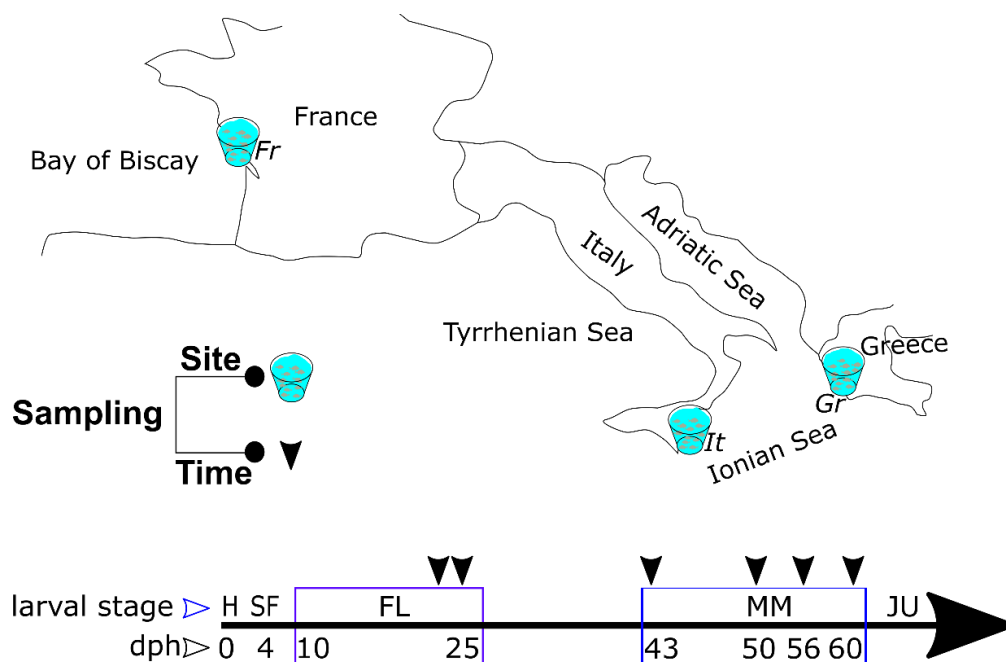 France
Fr
Bay of Biscay
Adriatic Sea
Italy
Tyrrhenian Sea
Greece
Gr
It
Ionian Sea
Site
Sampling
Time
larval stage H SF FL MM JU
dph 0 4 10 25 43 50 56 60